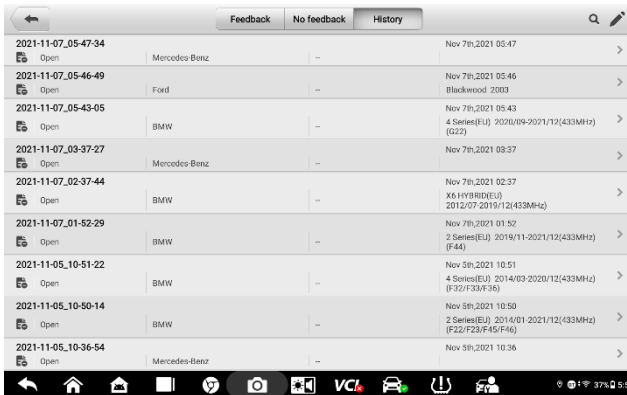 Feedback No feedback History
2021-11-07_05-47-34 Nov 7th,2021 05:47
Open Mercedes-Benz --
2021-11-07_05-46-49 Nov 7th,2021 05:46
Open Ford -- Blackwood 2003
2021-11-07_05-43-05 Nov 7th,2021 05:43
Open BMW -- 4 Series(EU) 2020/09-2021/12(433MHz)
(G22)
2021-11-07_03-37-27 Nov 7th,2021 03:37
Open Mercedes-Benz --
2021-11-07_02-37-44 Nov 7th,2021 02:37
Open BMW -- X6 HYBRID(EU)
2012/07-2019/12(433MHz)
2021-11-07_01-52-29 Nov 7th,2021 01:52
Open BMW -- 2 Series(EU) 2019/11-2021/12(433MHz)
(F44)
2021-11-05_10-51-22 Nov 5th,2021 10:51
Open BMW -- 4 Series(EU) 2014/03-2020/12(433MHz)
(F32/F33/F36)
2021-11-05_10-50-14 Nov 5th,2021 10:50
Open BMW -- 2 Series(EU) 2014/01-2021/12(433MHz)
(F22/F23/F45/F46)
2021-11-05_10-36-54 Nov 5th,2021 10:36
Open Mercedes-Benz --
VCI 37%